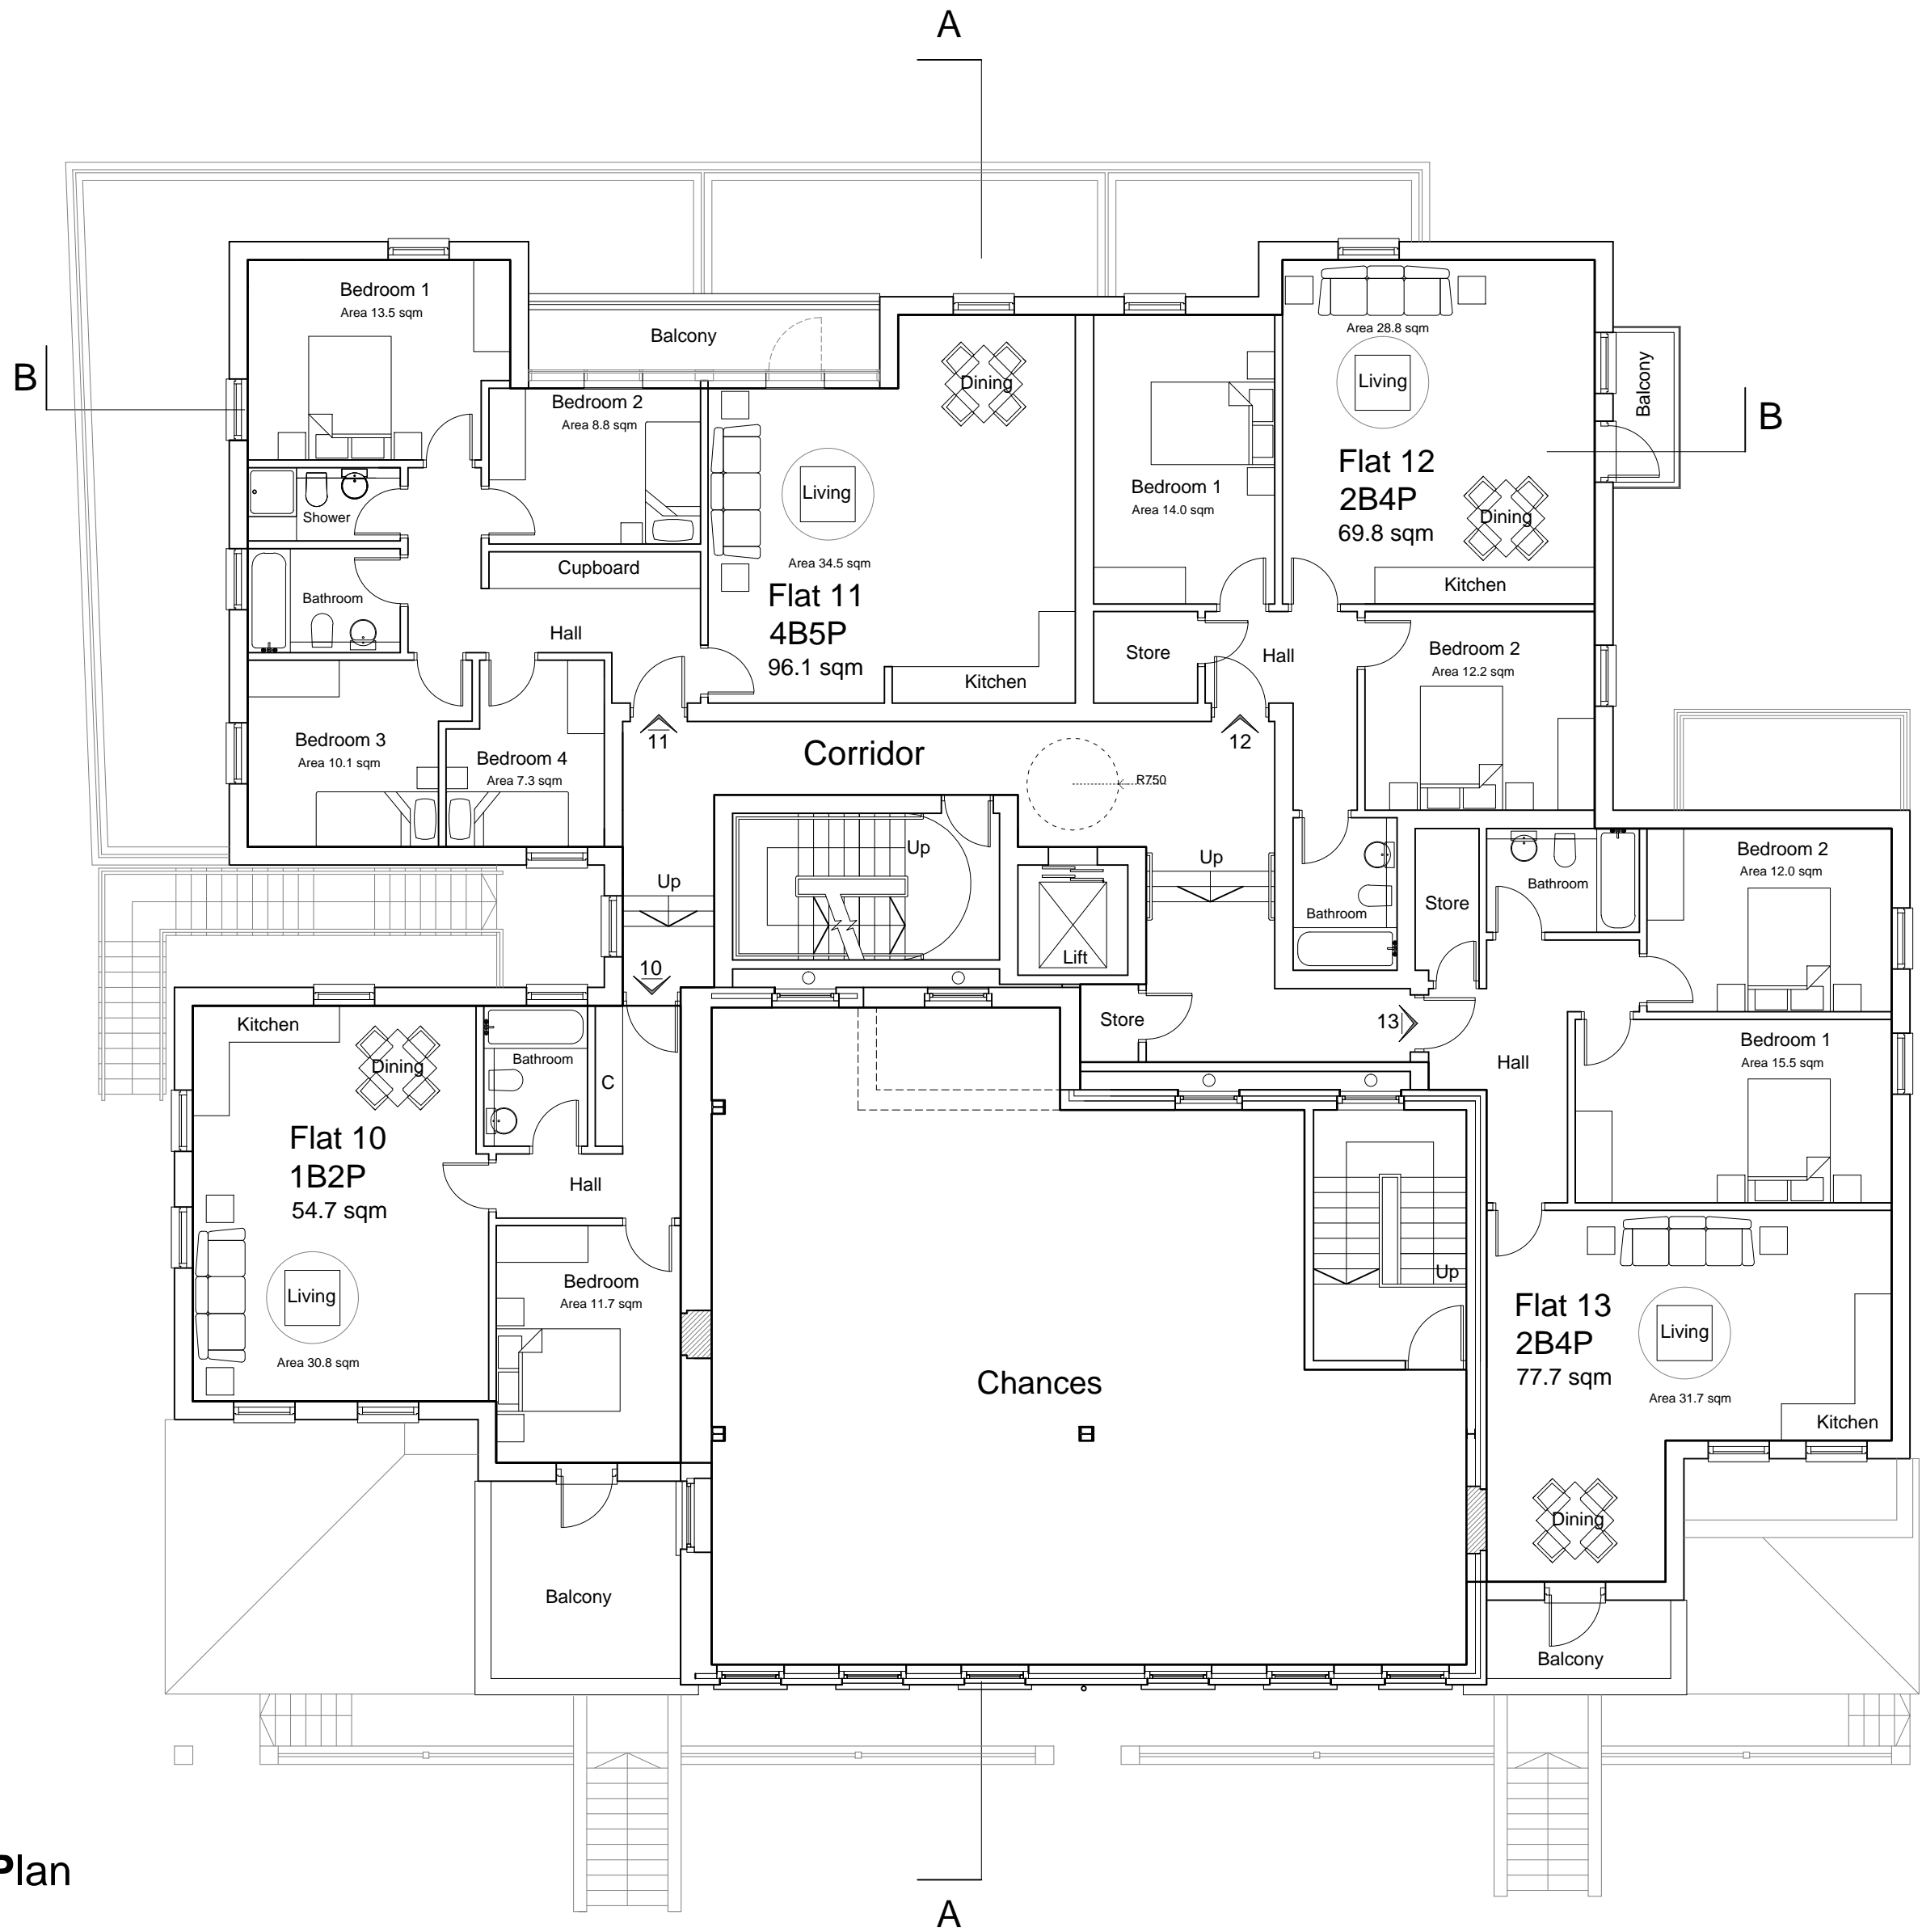 A
B
Bedroom 1
Area 13.5 sqm
Balcony
Bedroom 2
Area 8.8 sqm
Shower
Cupboard
Bathroom
Hall
Bedroom 3
Area 10.1 sqm
Bedroom 4
Area 7.3 sqm
Dining
Living
Area 34.5 sqm
Flat 11
4B5P
96.1 sqm
Kitchen
Bedroom 1
Area 14.0 sqm
Area 28.8 sqm
Living
Balcony
B
Flat 12
2B4P
69.8 sqm
Dining
Kitchen
Store
Hall
Bedroom 2
Area 12.2 sqm
11
Corridor
12
R750
Up
Up
Up
Lift
Bathroom
10
Store
13
Store
Bathroom
Bedroom 2
Area 12.0 sqm
Hall
Bedroom 1
Area 15.5 sqm
Kitchen
Dining
Bathroom
C
Flat 10
1B2P
54.7 sqm
Hall
Living
Area 30.8 sqm
Bedroom
Area 11.7 sqm
Chances
Up
Flat 13
2B4P
77.7 sqm
Living
Area 31.7 sqm
Kitchen
Dining
Balcony
Balcony
Plan
A